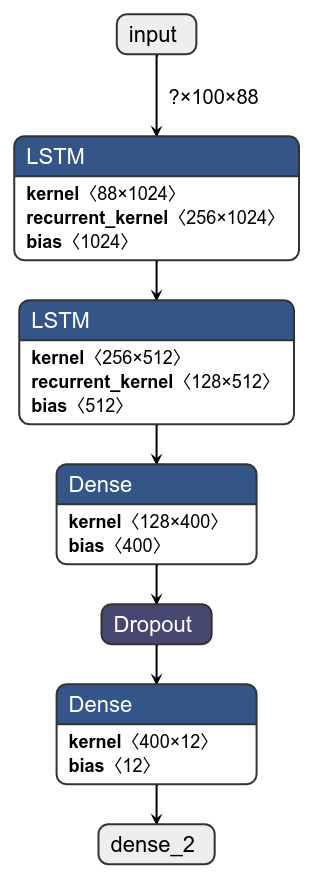 input
?×100×88
LSTM
kernel〈88×1024〉
recurrent_kernel〈256×1024〉
bias〈1024〉
LSTM
kernel〈256×512〉
recurrent_kernel〈128×512〉
bias〈512〉
Dense
kernel〈128×400〉
bias〈400〉
Dropout
Dense
kernel〈400×12〉
bias〈12〉
dense_2